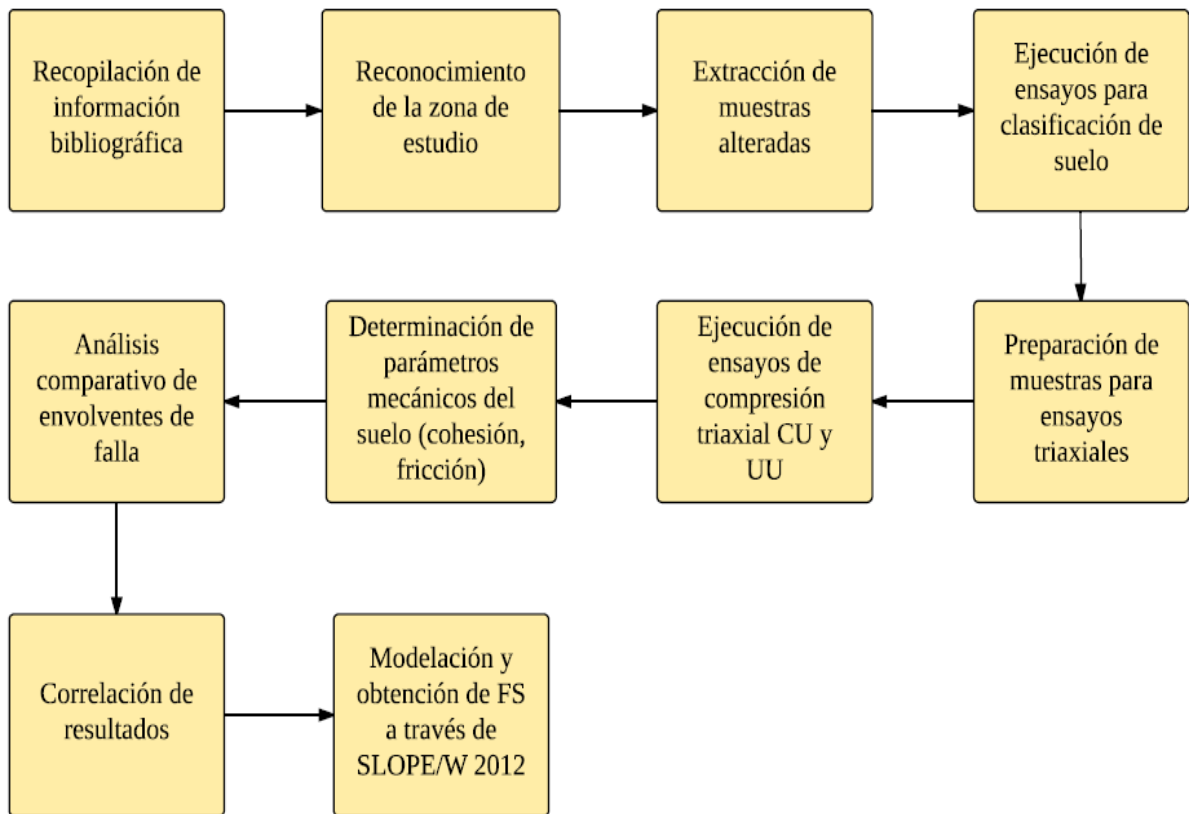 Recopilación de
información
bibliográfica
Reconocimiento
de la zona de
estudio
Extracción de
muestras
alteradas
Ejecución de
ensayos para
clasificación de
suelo
Preparación de
muestras para
ensayos
triaxiales
Ejecución de
ensayos de
compresión
triaxial CU y
UU
Determinación de
parámetros
mecánicos del
suelo (cohesión,
fricción)
Análisis
comparativo de
envolventes de
falla
Correlación de
resultados
Modelación y
obtención de FS
a través de
SLOPE/W 2012